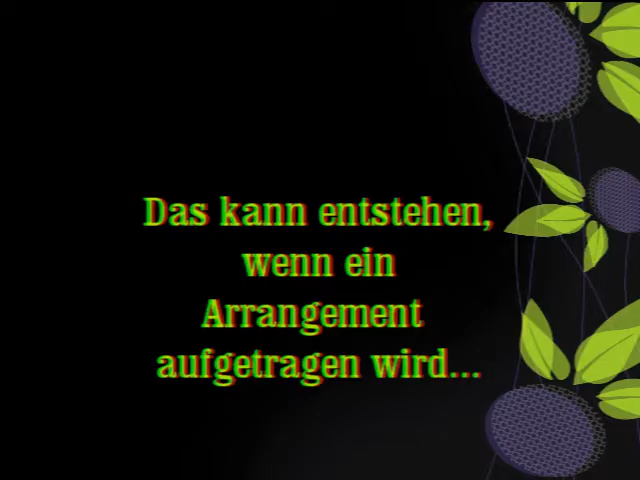 Das kann entstehen,
wenn ein
Arrangement
aufgetragen wird...